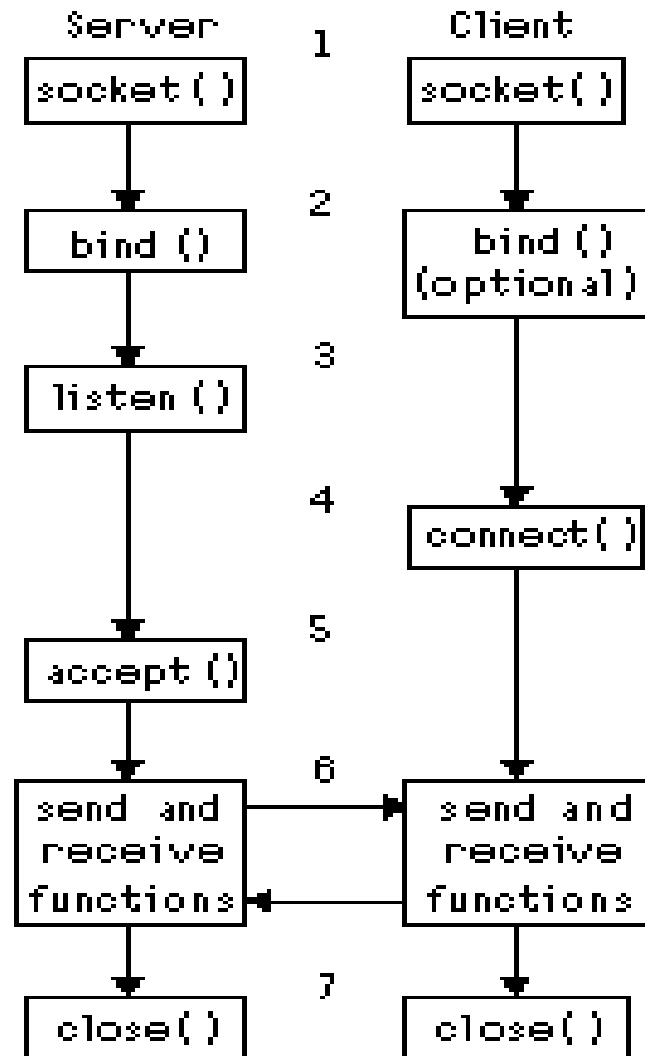 Server 1 Client
socket() socket()
2
bind() bind()
(optional)
3
listen()
4
connect()
5
accept()
6
send and send and
receive receive
functions functions
7
close() close()